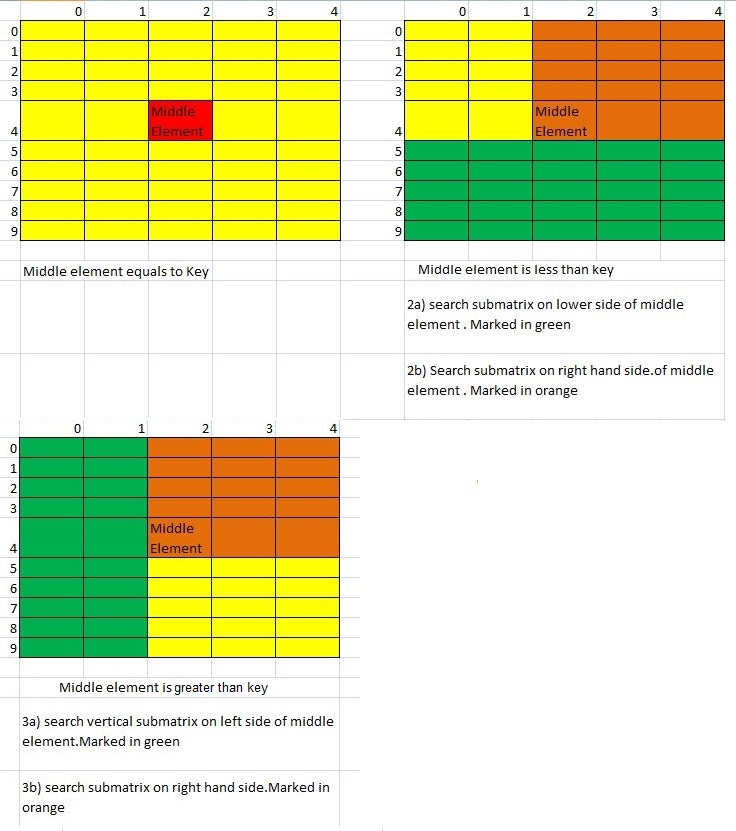 0 1 2 3 4
0
1
2
3
Middle
Element
4
5
6
7
8
9
Middle element equals to Key
0 1 2 3 4
0
1
2
3
Middle
Element
4
5
6
7
8
9
Middle element is less than key
2a) search submatrix on lower side of middle
element . Marked in green
2b) Search submatrix on right hand side.of middle
element . Marked in orange
0 1 2 3 4
0
1
2
3
Middle
Element
4
5
6
7
8
9
Middle element is greater than key
3a) search vertical submatrix on left side of middle
element.Marked in green
3b) search submatrix on right hand side.Marked in
orange